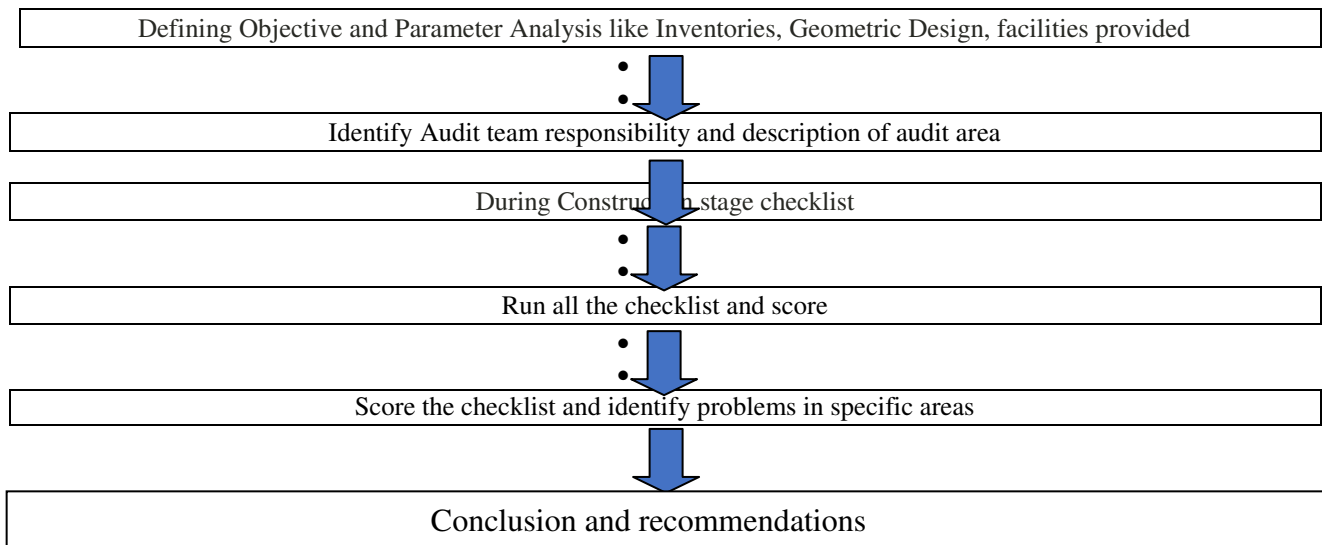 Defining Objective and Parameter Analysis like Inventories, Geometric Design, facilities provided
Identify Audit team responsibility and description of audit area
During Construction stage checklist
Run all the checklist and score
Score the checklist and identify problems in specific areas
Conclusion and recommendations